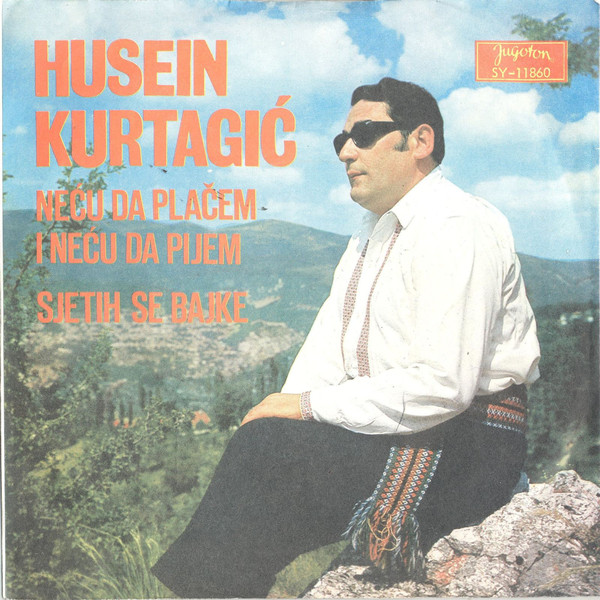 HUSEIN
KURTAGIĆ
NEĆU DA PLAČEM
I NEĆU DA PIJEM
SJETIH SE BAJKE
Jugoton
SY-11860